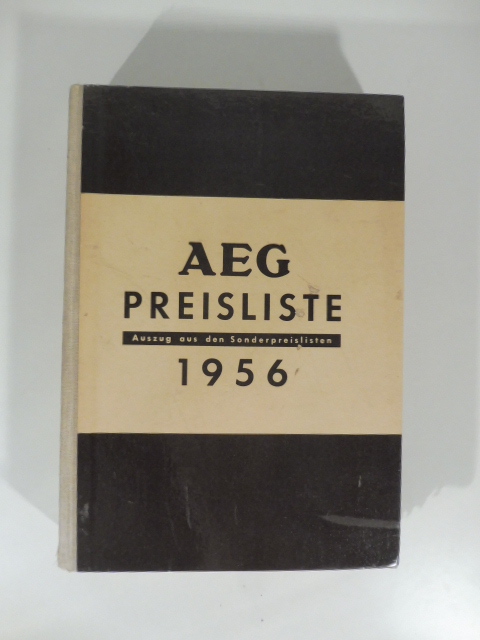 AEG
PREISLISTE
Auszug aus den Sonderpreislisten
1956